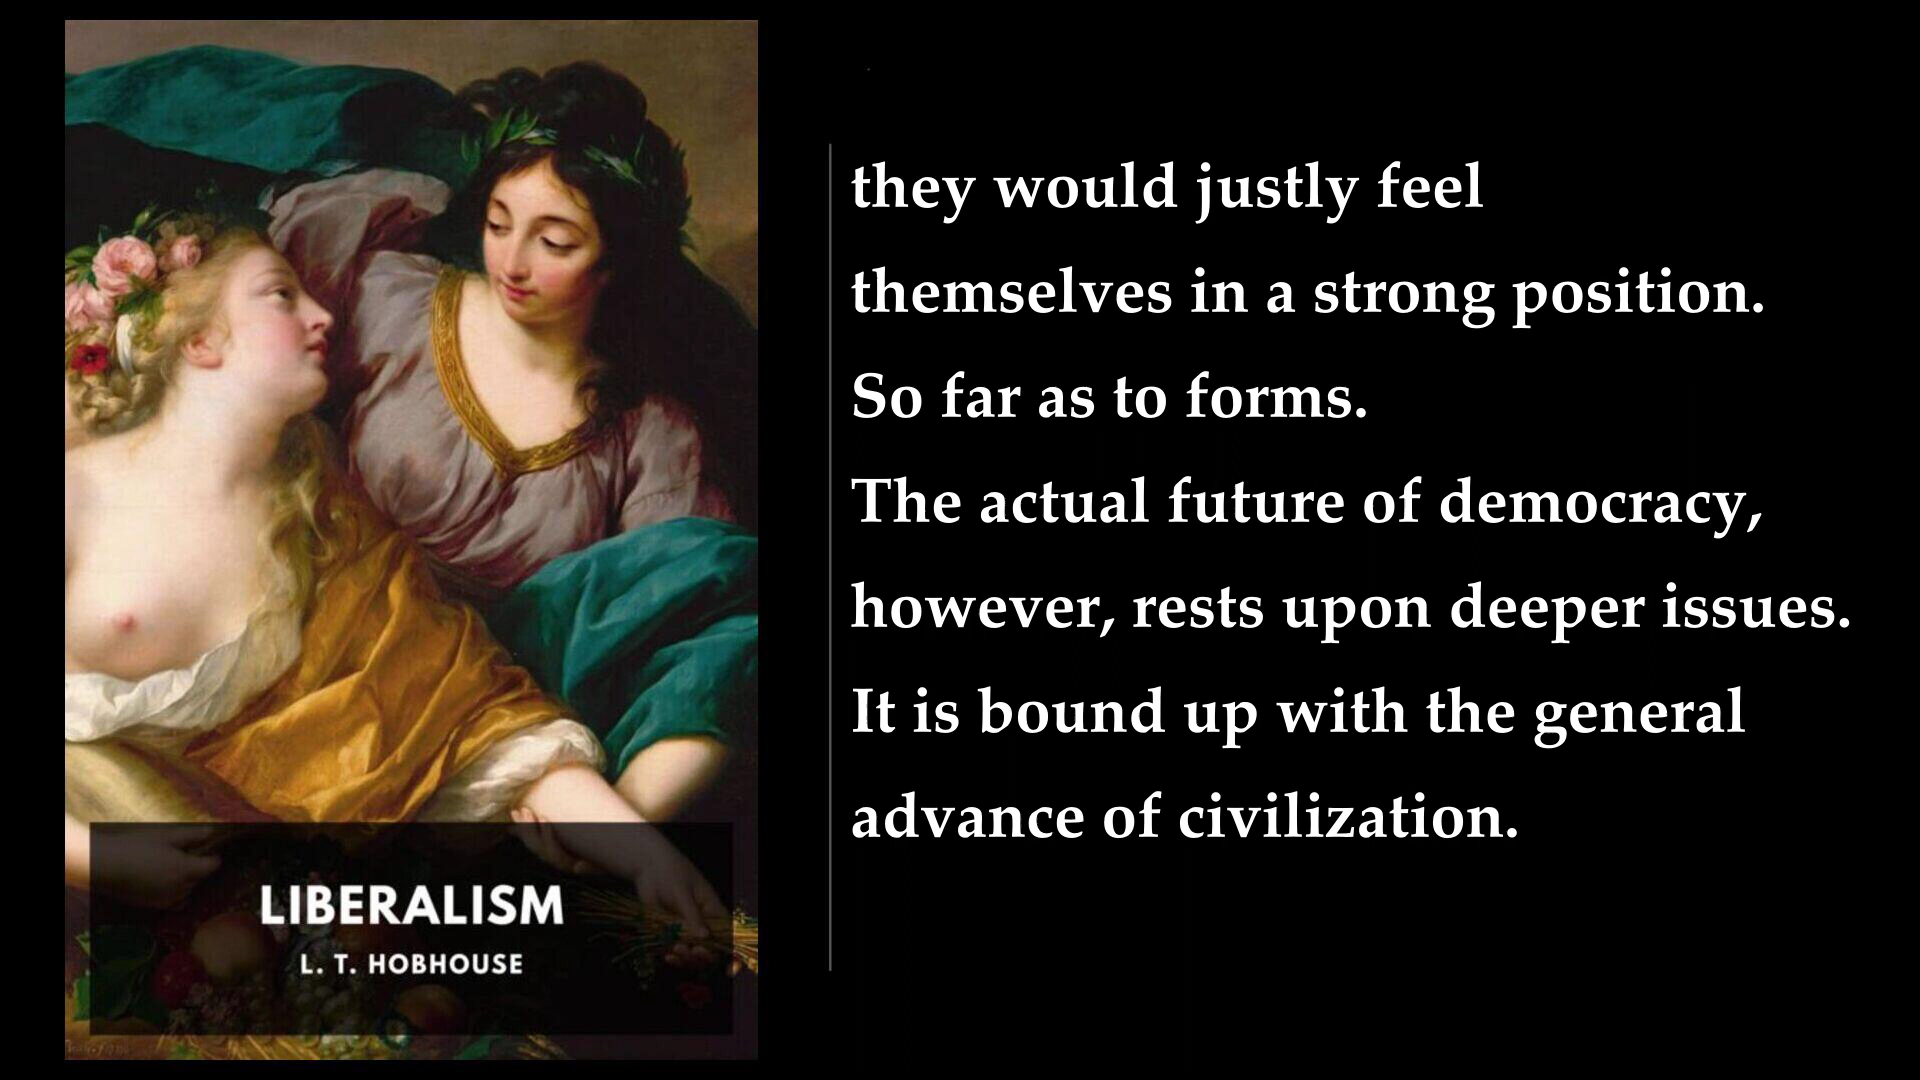 LIBERALISM
L. T. HOBHOUSE
they would justly feel
themselves in a strong position.
So far as to forms.
The actual future of democracy,
however, rests upon deeper issues.
It is bound up with the general
advance of civilization.